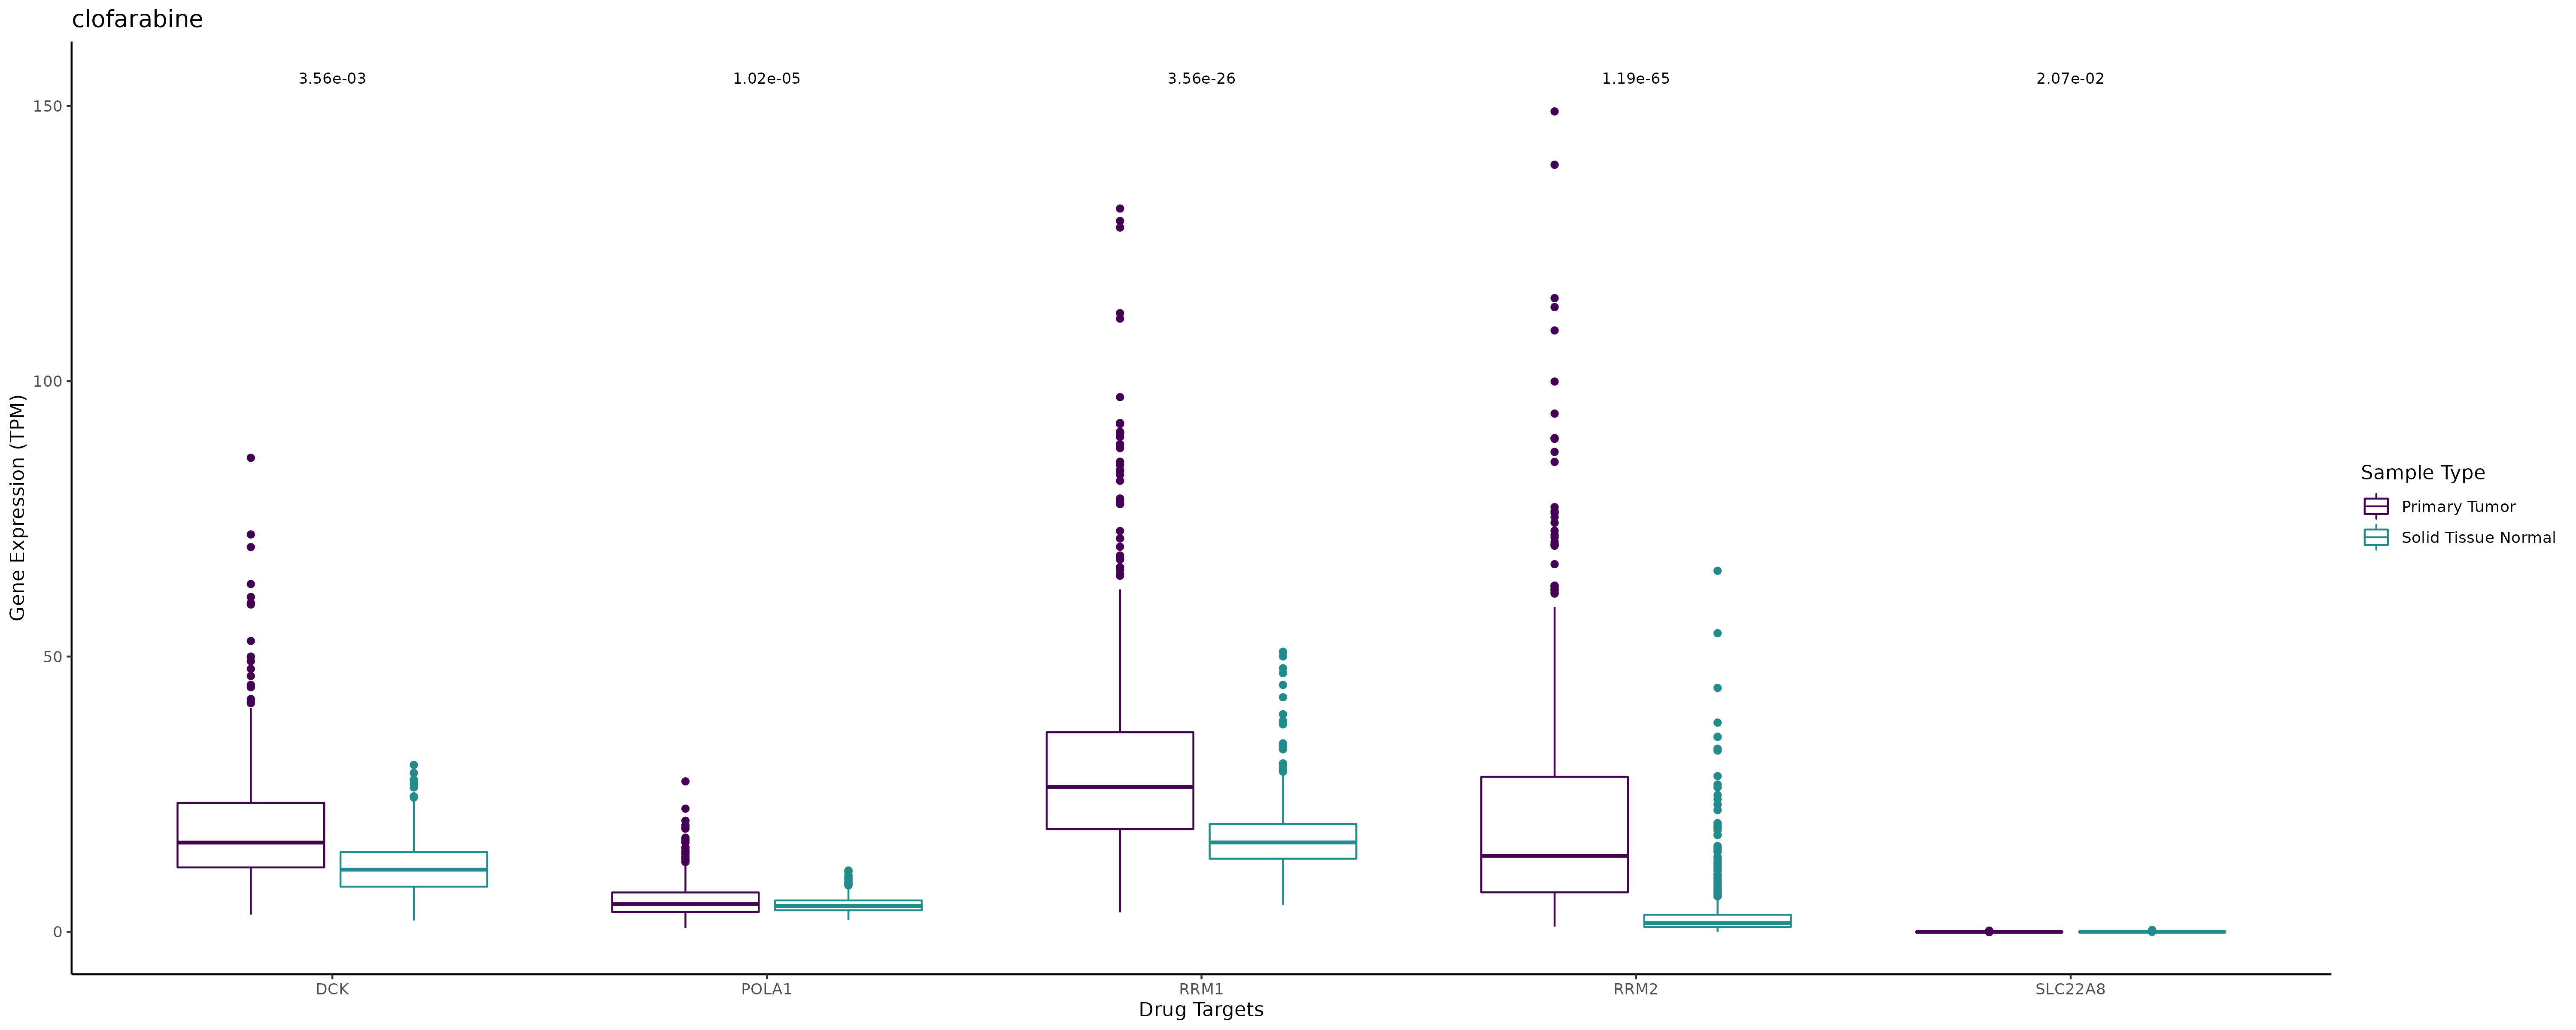 clofarabine
3.56e-03
1.02e-05
3.56e-26
1.19e-65
2.07e-02
150
100
50
0
Gene Expression (TPM)
DCK
POLA1
RRM1
RRM2
SLC22A8
Drug Targets
Sample Type
Primary Tumor
Solid Tissue Normal